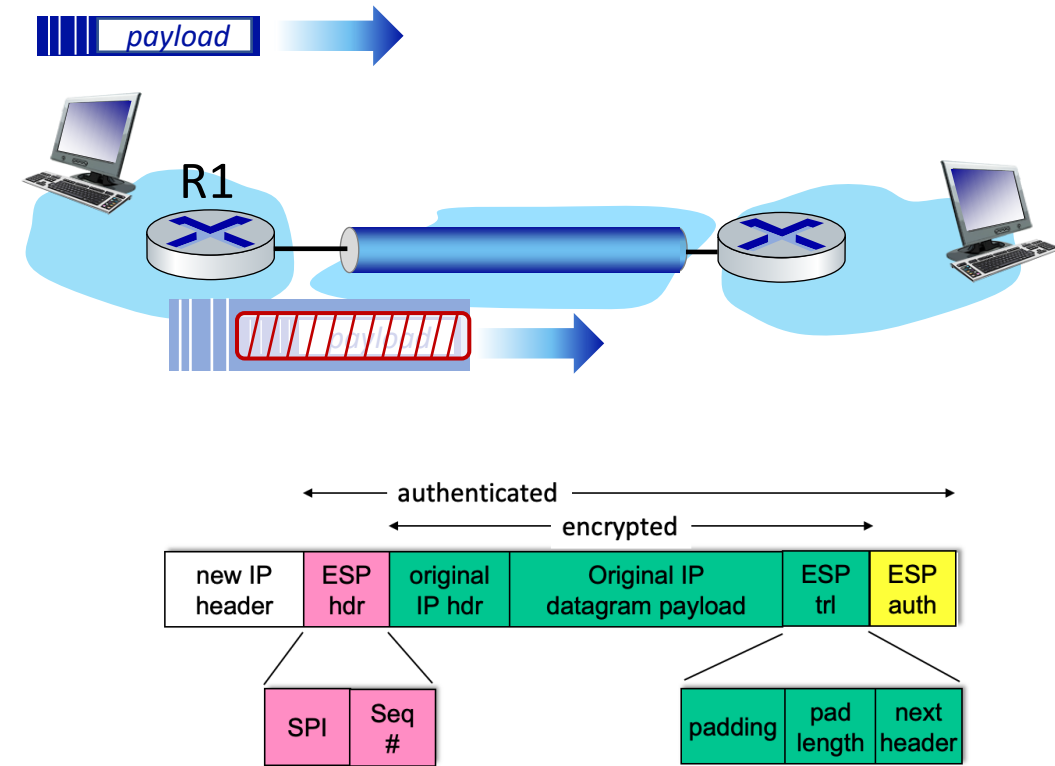 payload
R1
payload
authenticated
encrypted
new IP
header
ESP
hdr
original
IP hdr
Original IP
datagram payload
ESP
trl
ESP
auth
SPI
Seq
#
padding
pad
length
next
header